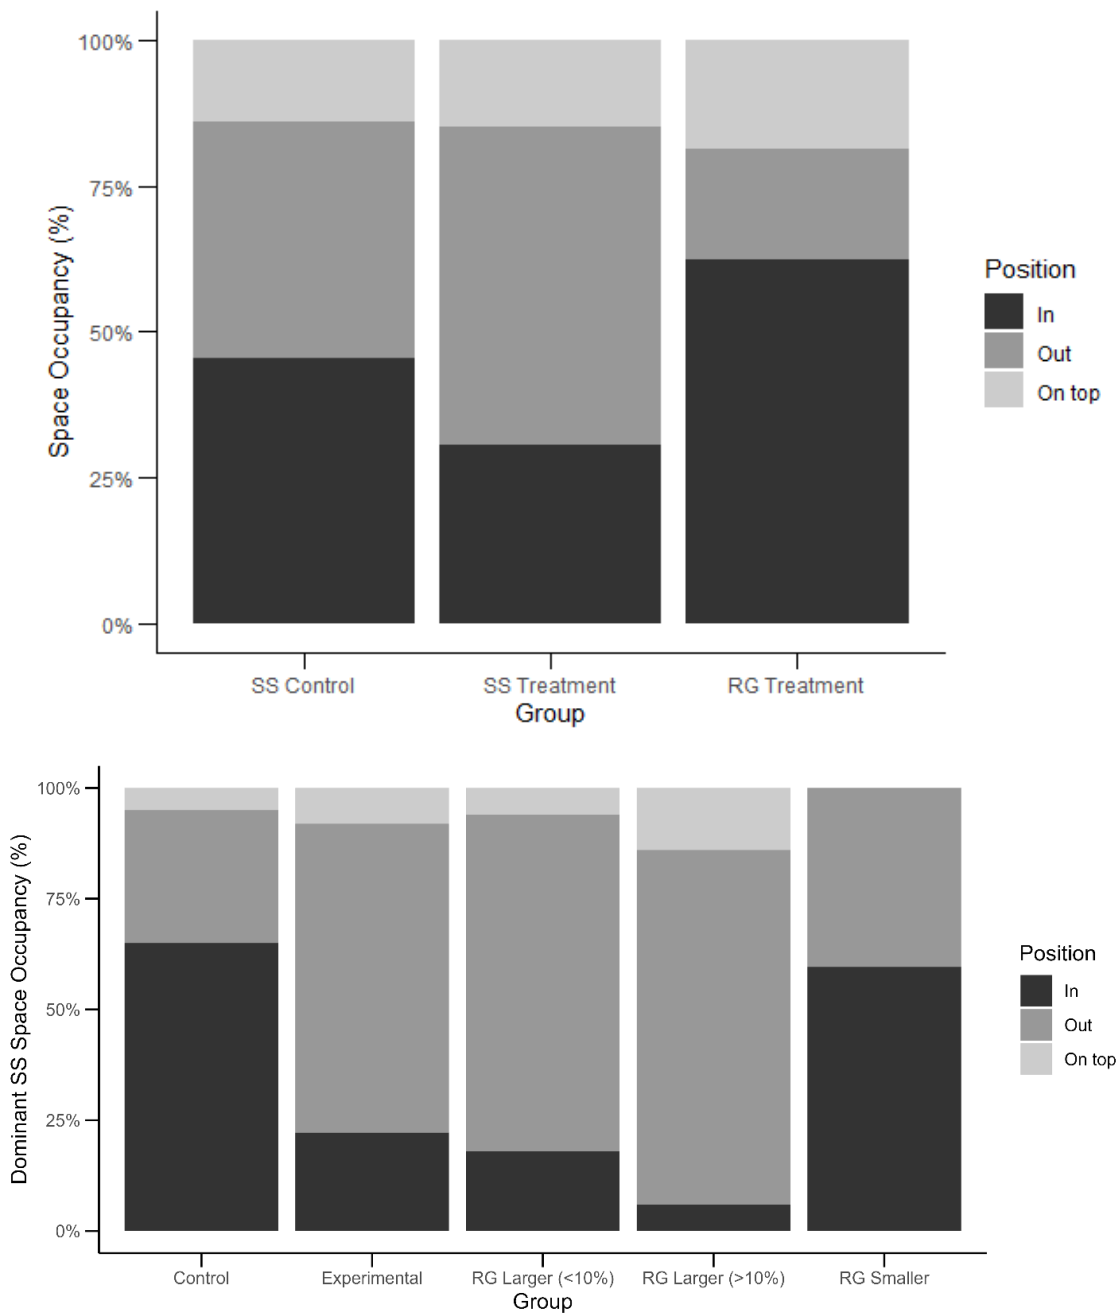 100%
75%
50%
25%
0%
Space Occupancy (%)
SS Control
SS Treatment
RG Treatment
Group
Position
In
Out
On top
100%
75%
50%
25%
0%
Dominant SS Space Occupancy (%)
Control
Experimental
RG Larger (<10%)
RG Larger (>10%)
RG Smaller
Group
Position
In
Out
On top